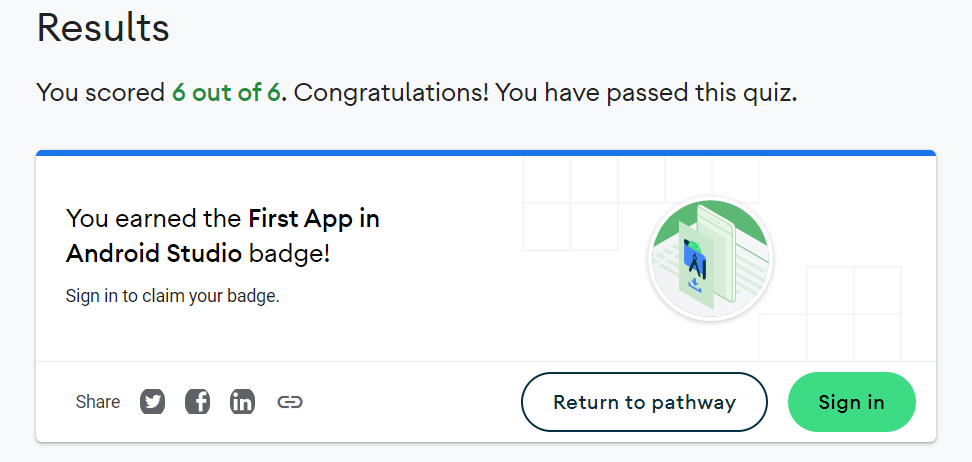 Results
You scored 6 out of 6. Congratulations! You have passed this quiz.
You earned the First App in
Android Studio badge!
Sign in to claim your badge.
Share
Return to pathway
Sign in